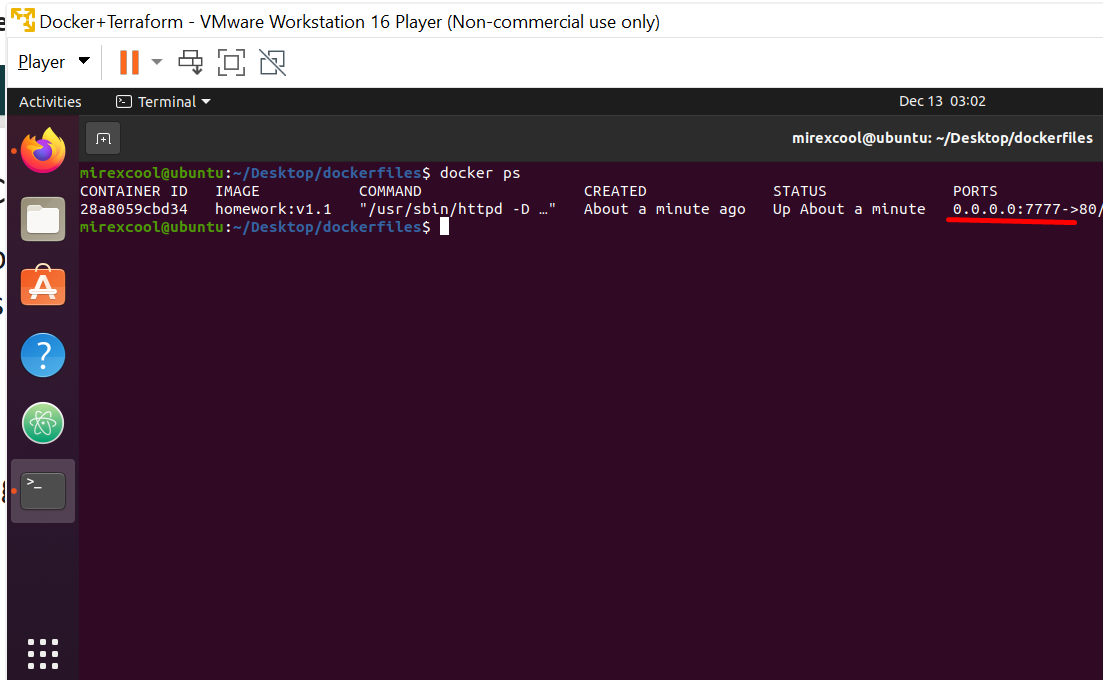 Docker+Terraform - VMware Workstation 16 Player (Non-commercial use only)
Player
Activities Terminal Dec 13 03:02
mirexcool@ubuntu: ~/Desktop/dockerfiles
mirexcool@ubuntu:~/Desktop/dockerfiles$ docker ps
CONTAINER ID IMAGE COMMAND CREATED STATUS PORTS
28a8059cbd34 homework:v1.1 "/usr/sbin/httpd -D …" About a minute ago Up About a minute 0.0.0.0:7777->80/
mirexcool@ubuntu:~/Desktop/dockerfiles$